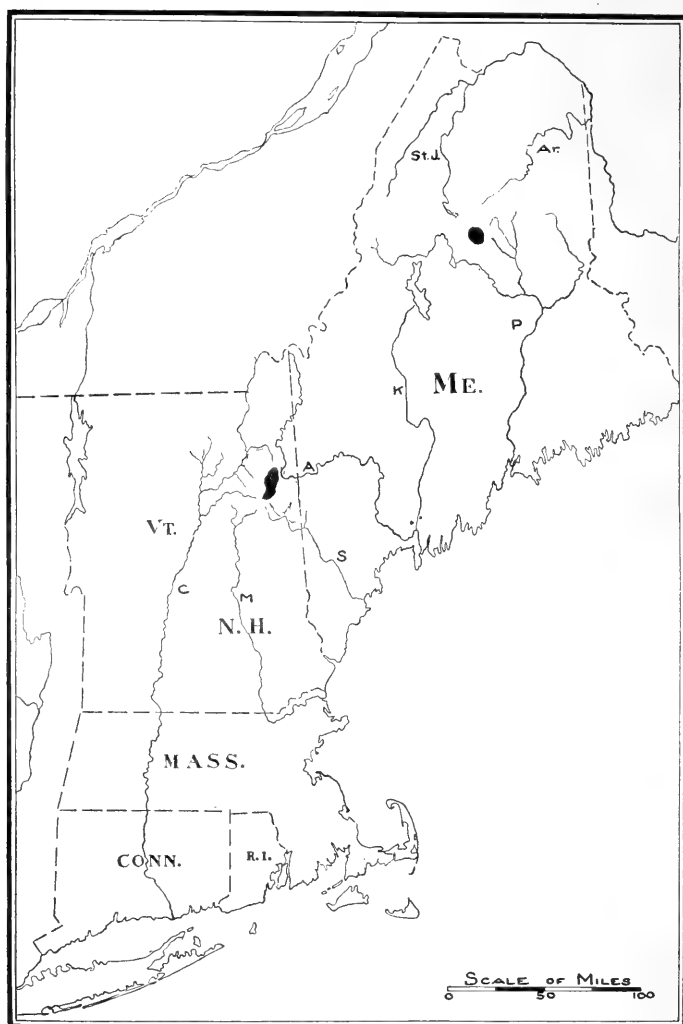 St.J.
Ar.
P
K
ME.
A
VT.
S
C
M
N.H.
MASS.
CONN.
R.I.
SCALE OF MILES
0 50 100